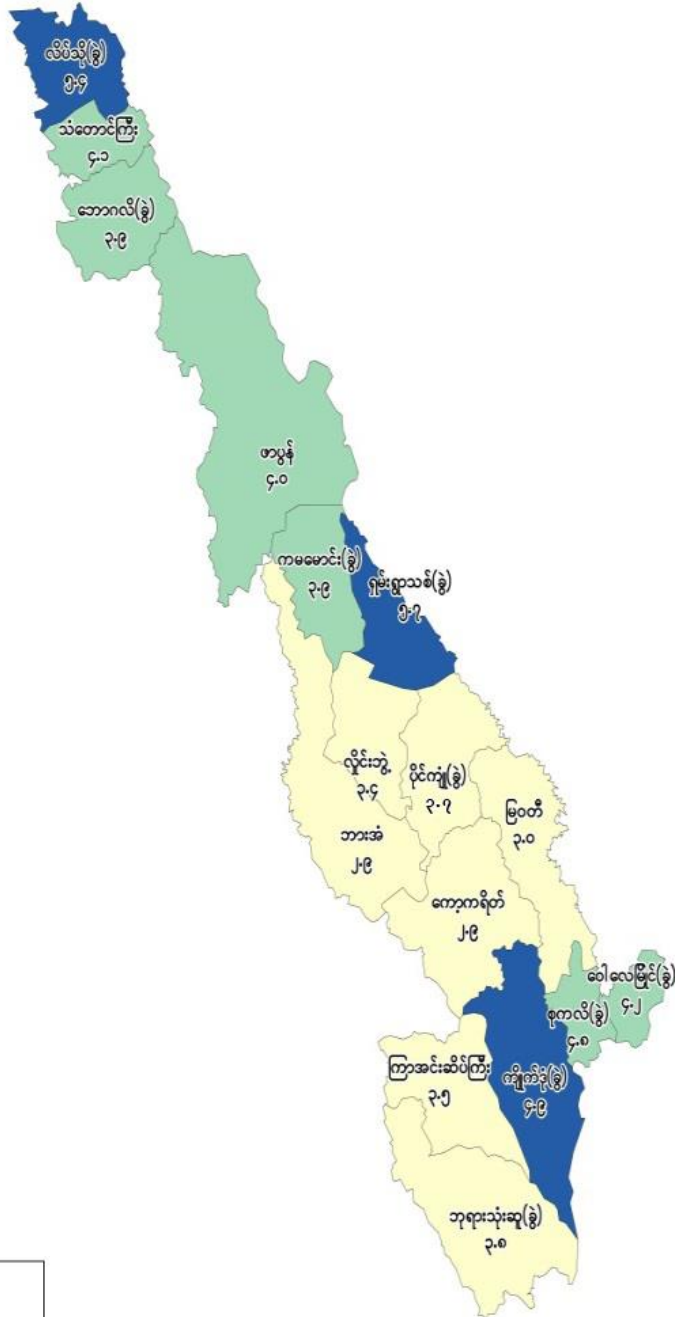 လိပ်သို(ခွဲ)
၅.၄
သံတောင်ကြီး
၄.၁
ဘောဂလိ(ခွဲ)
၃.၉
ဖာပွန်
၄.၀
ကမမောင်း(ခွဲ)
၃.၉
ရှမ်းရွာသစ်(ခွဲ)
၅.၇
လှိုင်းဘွဲ့
၃.၄
ပိုင်ကျုံ(ခွဲ)
၃.၇
မြဝတီ
၃.၀
ဘားအံ
၂.၉
ကော့ကရိတ်
၂.၉
ဝေါလေမြိုင်(ခွဲ)
၄.၂
စုကလိ(ခွဲ)
၄.၈
ကြာအင်းဆိပ်ကြီး
၃.၅
ကျိုက်ဒုံ(ခွဲ)
၄.၉
ဘုရားသုံးဆူ(ခွဲ)
၃.၈